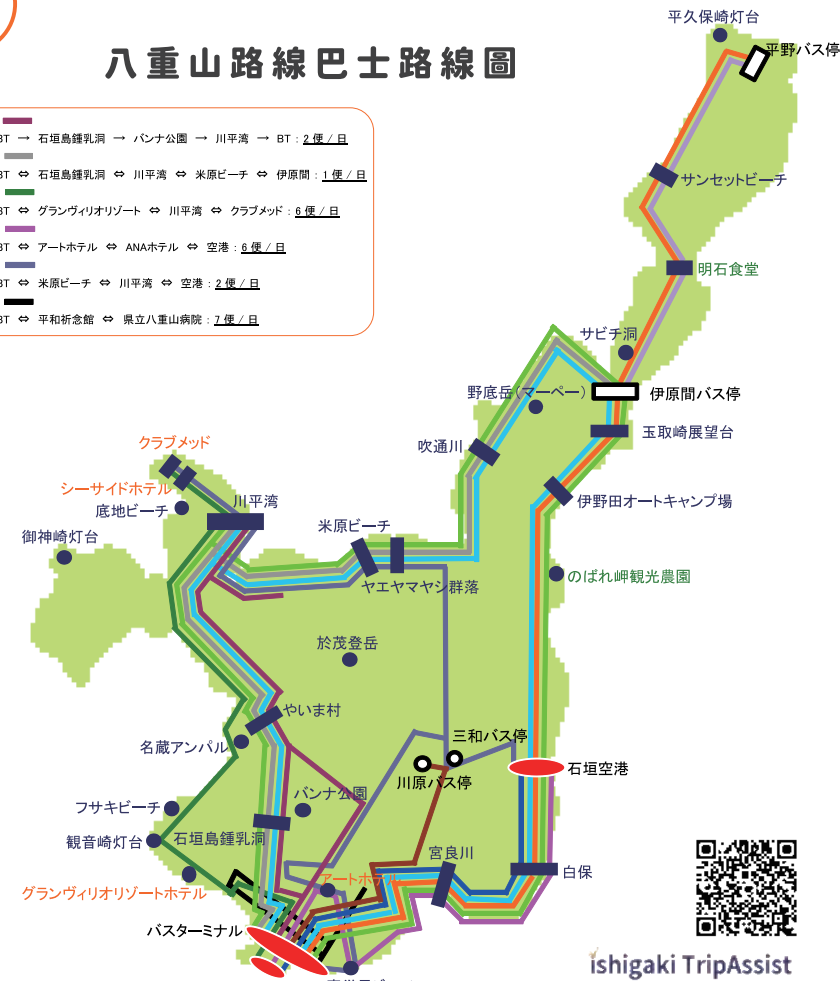 平久保崎灯台
平野バス停
八重山路線巴士路線圖
BT → 石垣島鍾乳洞 → バンナ公園 → 川平湾 → BT : 2 便 / 日
BT ⇔ 石垣島鍾乳洞 ⇔ 川平湾 ⇔ 米原ビーチ ⇔ 伊原間 : 1 便 / 日
BT ⇔ グランヴィリオリゾート ⇔ 川平湾 ⇔ クラブメッド : 6 便 / 日
BT ⇔ アートホテル ⇔ ANAホテル ⇔ 空港 : 6 便 / 日
BT ⇔ 米原ビーチ ⇔ 川平湾 ⇔ 空港 : 2 便 / 日
BT ⇔ 平和祈念館 ⇔ 県立八重山病院 : 7 便 / 日
サンセットビーチ
明石食堂
サビチ洞
野底岳(マーペー)
伊原間バス停
玉取崎展望台
吹通川
クラブメッド
シーサイドホテル
底地ビーチ
川平湾
伊野田オートキャンプ場
米原ビーチ
御神崎灯台
のばれ岬観光農園
ヤエヤマヤシ群落
於茂登岳
やいま村
名蔵アンパル
三和バス停
石垣空港
川原バス停
バンナ公園
フサキビーチ
観音崎灯台
石垣島鍾乳洞
宮良川
白保
アートホテル
グランヴィリオリゾートホテル
バスターミナル
ishigaki TripAssist